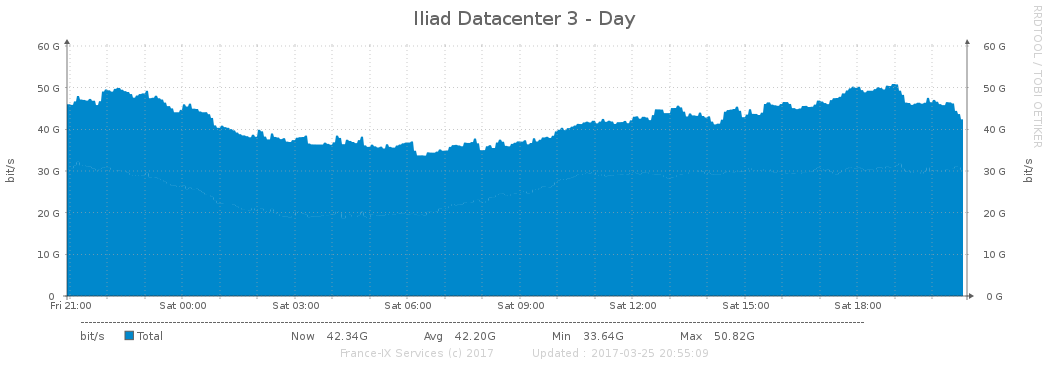 Iliad Datacenter 3 - Day
RRDTOOL / TOBI OETIKER
60 G 60 G
50 G 50 G
40 G 40 G
30 G 30 G
20 G 20 G
10 G 10 G
0 0 G
bit/s bit/s
Fri 21:00 Sat 00:00 Sat 03:00 Sat 06:00 Sat 09:00 Sat 12:00 Sat 15:00 Sat 18:00
bit/s Total Now 42.34G Avg 42.20G Min 33.64G Max 50.82G
France-IX Services (c) 2017 Updated : 2017-03-25 20:55:09